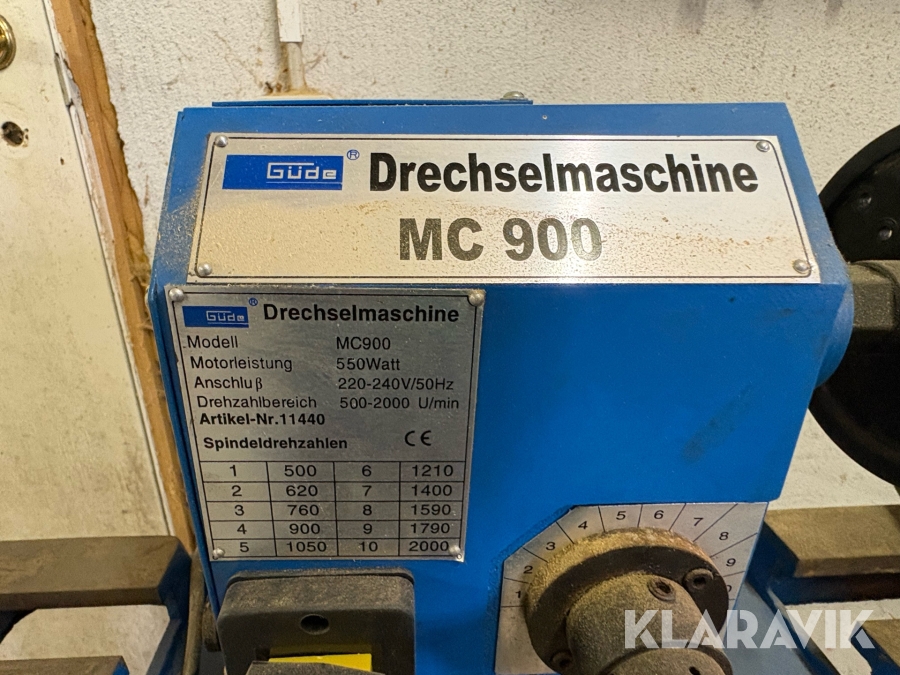 Güde ® Drechselmaschine
MC 900
Güde ® Drechselmaschine
Modell MC900
Motorleistung 550Watt
Anschluβ 220-240V/50Hz
Drehzahlbereich 500-2000 U/min
Artikel-Nr.11440
Spindeldrehzahlen CE
1 500 6 1210
2 620 7 1400
3 760 8 1590
4 900 9 1790
5 1050 10 2000
1 2 3 4 5 6 7 8 9
KLARAVIK